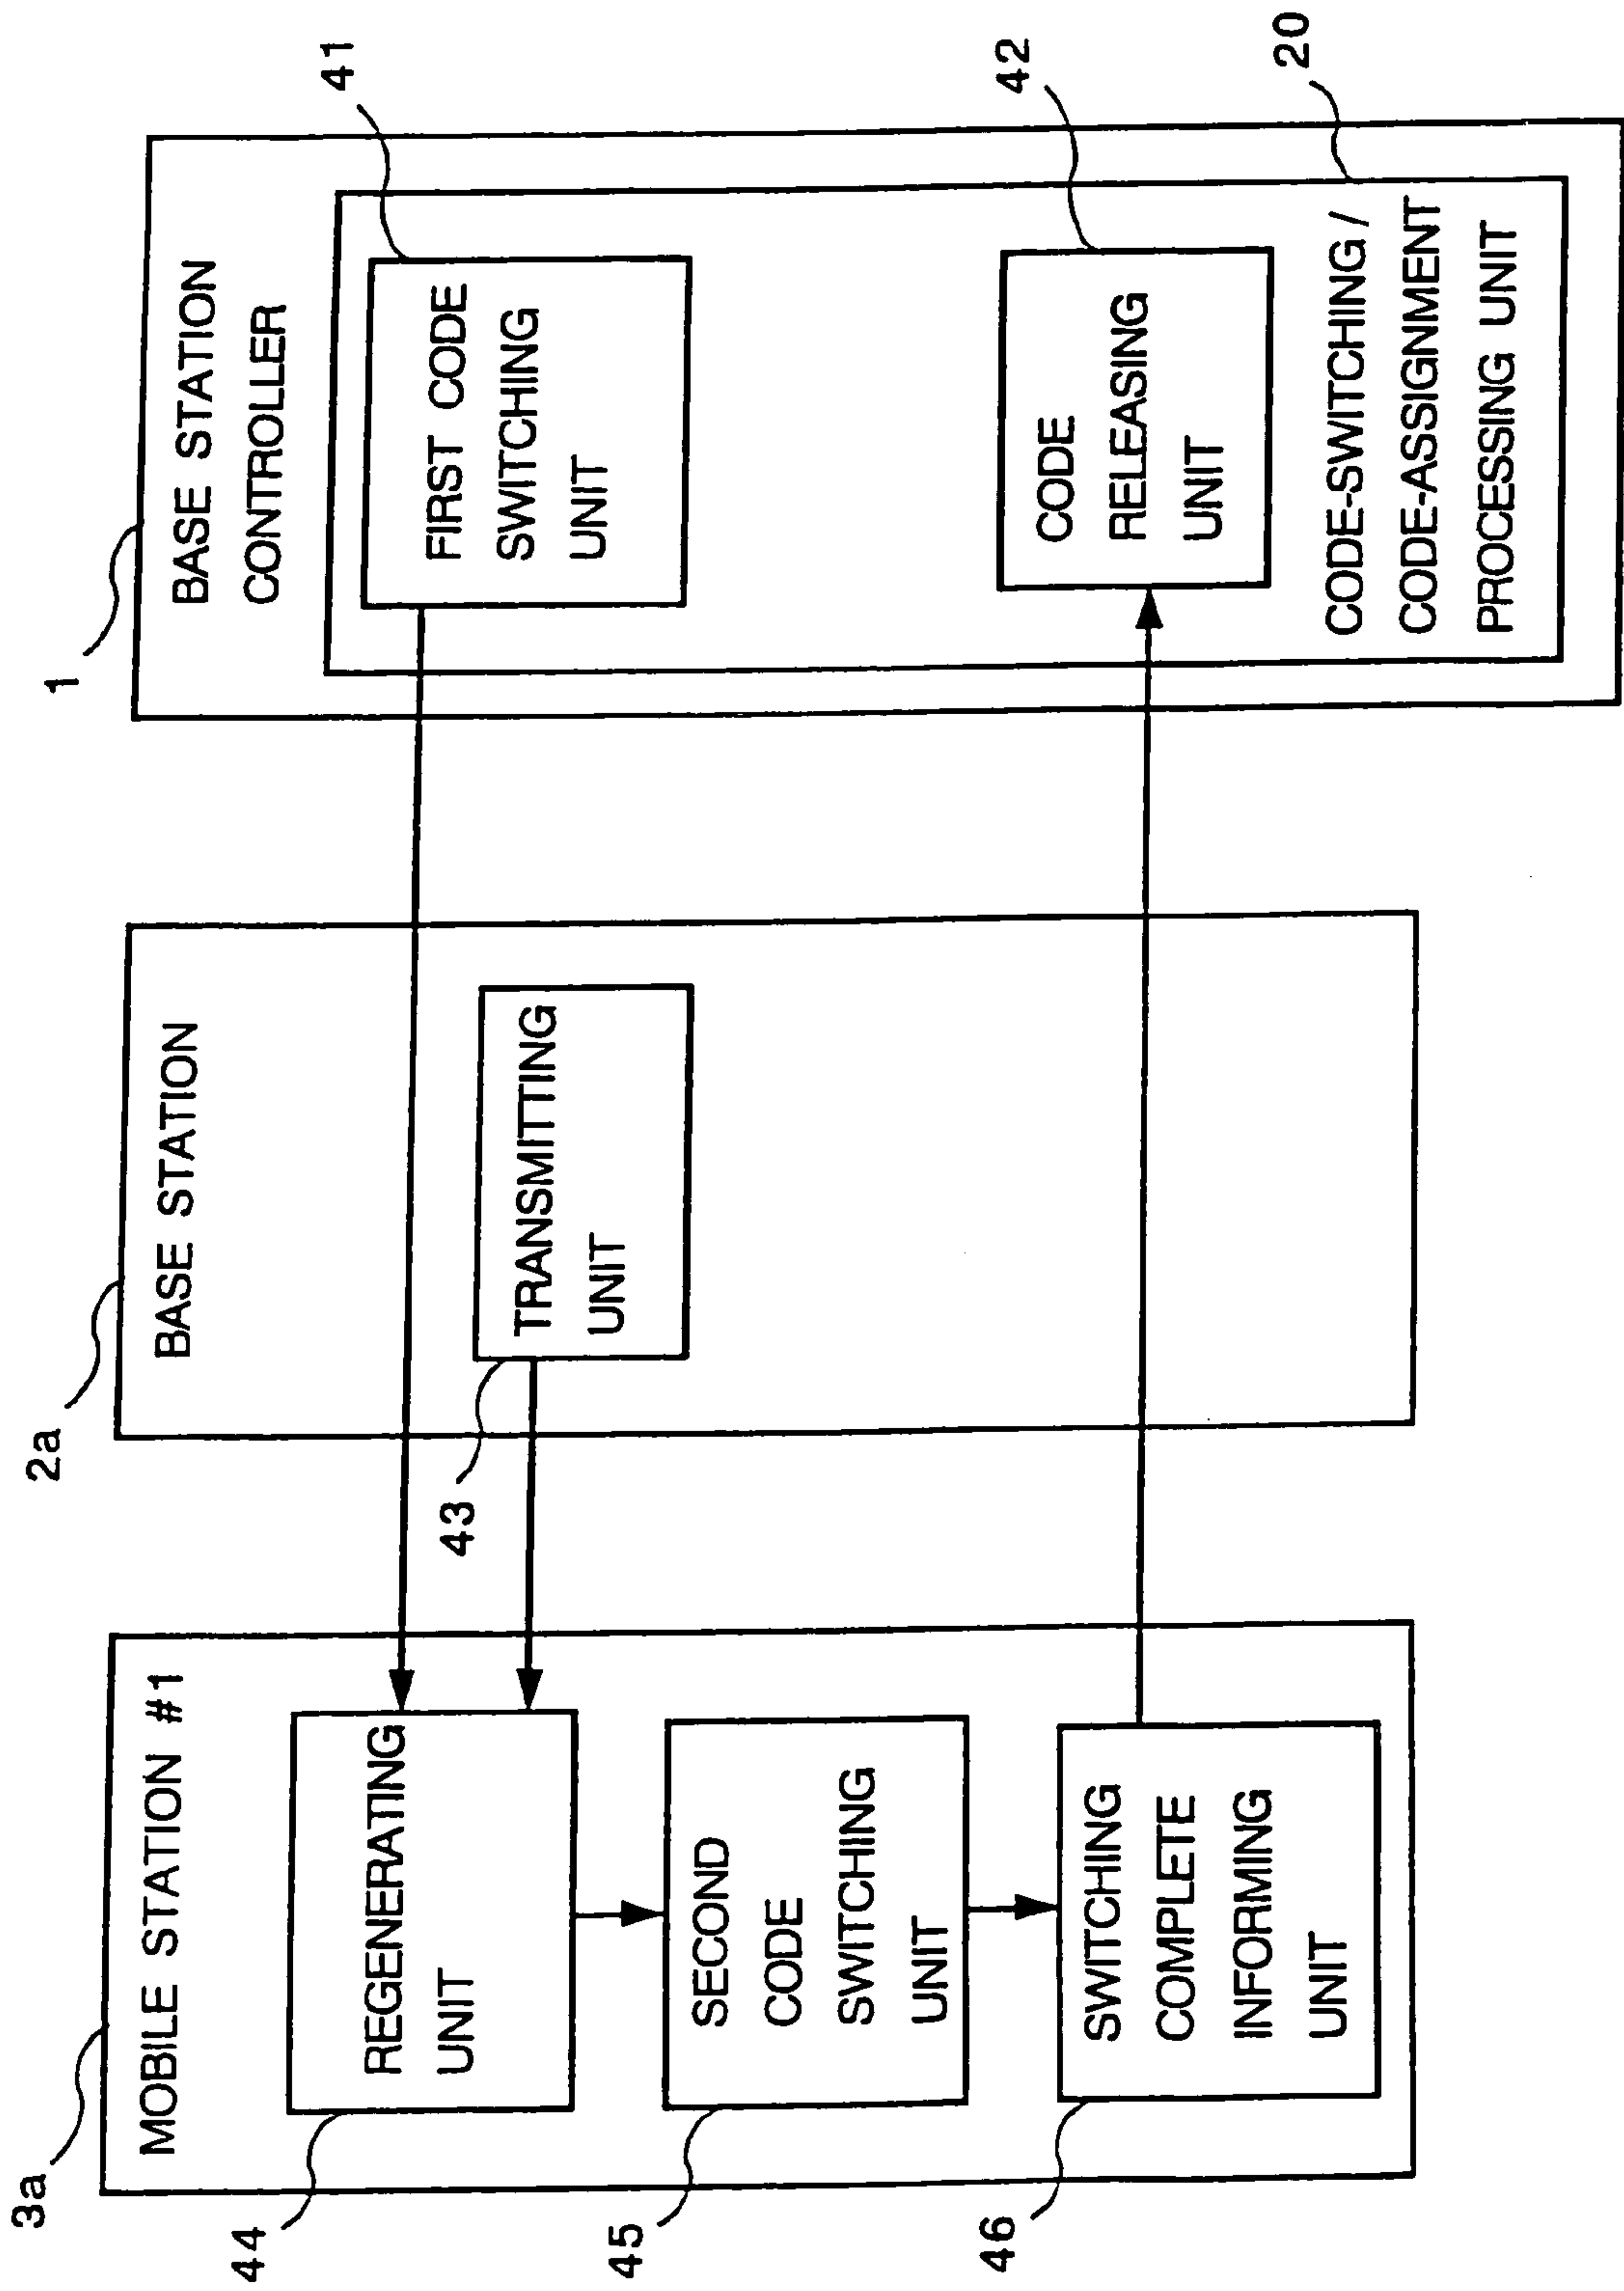 3a
MOBILE STATION #1
44
REGENERATING
UNIT
45
SECOND
CODE
SWITCHING
UNIT
46
SWITCHING
COMPLETE
INFORMING
UNIT
2a
BASE STATION
43
TRANSMITTING
UNIT
1
BASE STATION
CONTROLLER
41
FIRST CODE
SWITCHING
UNIT
42
CODE
RELEASING
UNIT
20
CODE-SWITCHING /
CODE-ASSIGNMENT
PROCESSING UNIT